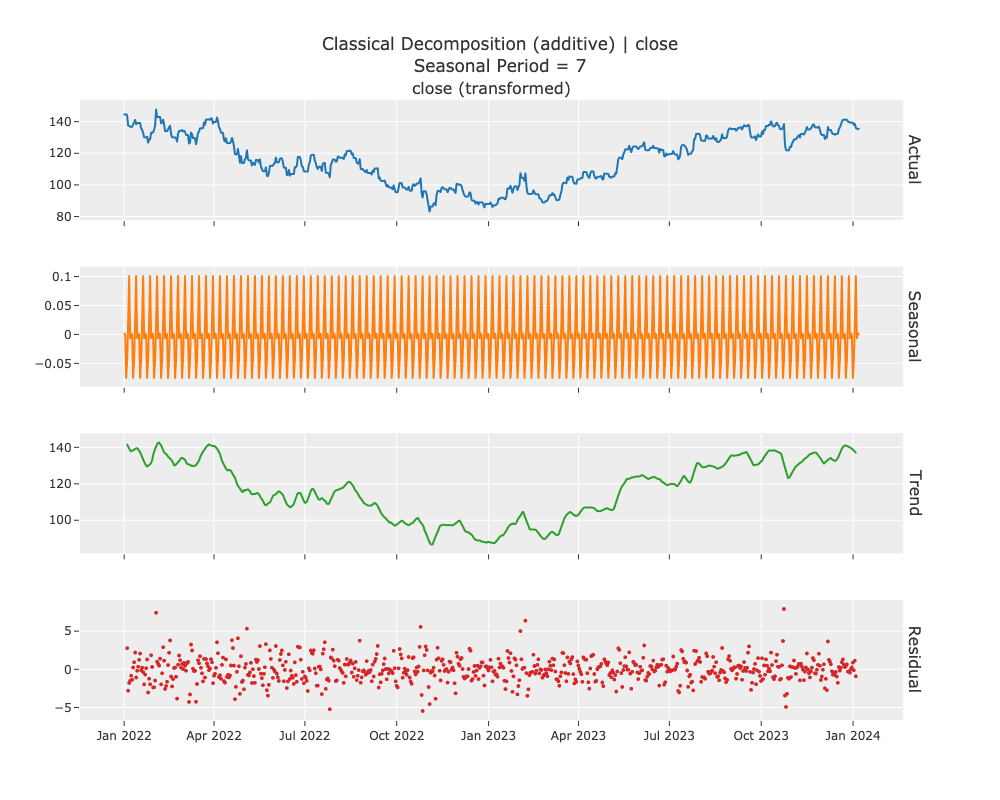 Classical Decomposition (additive) | close
Seasonal Period = 7
close (transformed)
140
120
100
80
Actual
0.1
0.05
0
−0.05
Seasonal
140
120
100
Trend
5
0
−5
Residual
Jan 2022 Apr 2022 Jul 2022 Oct 2022 Jan 2023 Apr 2023 Jul 2023 Oct 2023 Jan 2024